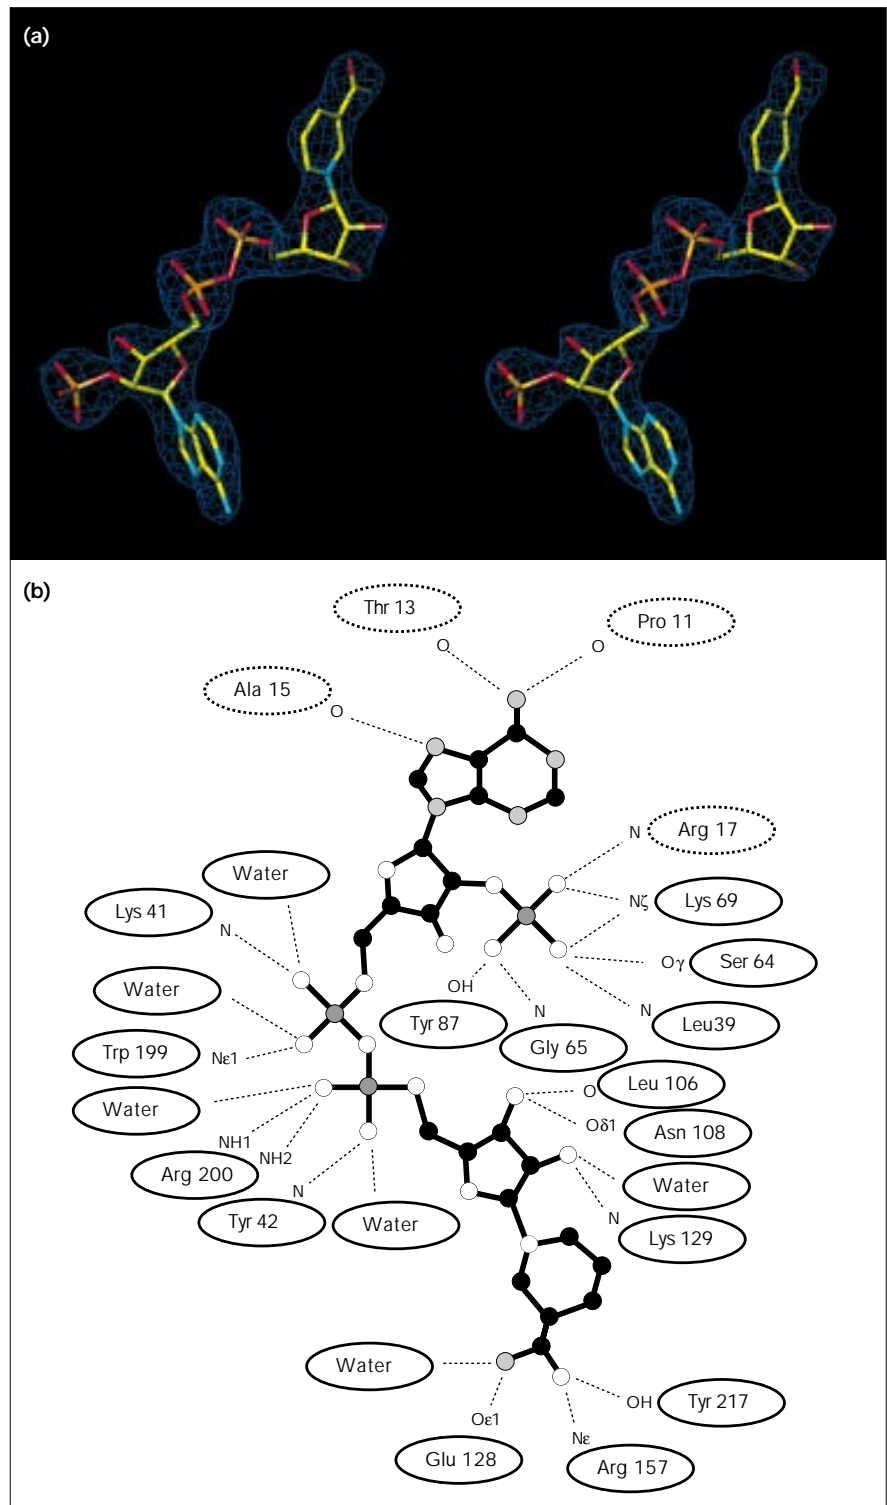 (a)
(b)
Thr 13
Pro 11
O
O
Ala 15
O
N
Arg 17
Water
Lys 41
N
Nζ
Lys 69
Oγ
Ser 64
Water
OH
N
N
Tyr 87
Leu39
Trp 199
Nε1
Gly 65
O
Leu 106
Water
Oδ1
Asn 108
NH1
NH2
Arg 200
Water
N
N
Tyr 42
Water
Lys 129
Water
OH
Tyr 217
Oε1
Nε
Glu 128
Arg 157